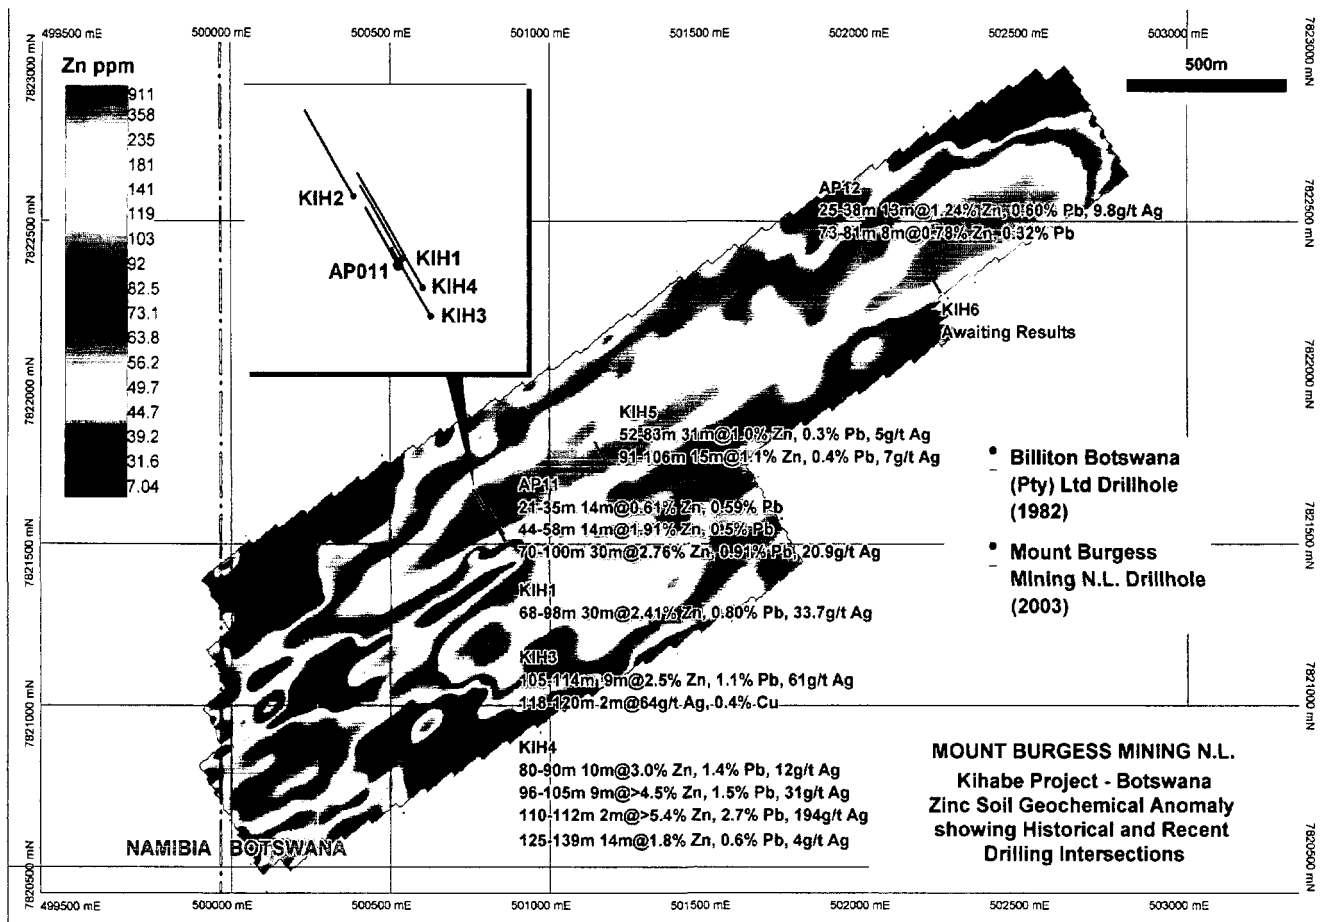 499500 mE
500000 mE
500500 mE
501000 mE
501500 mE
502000 mE
502500 mE
503000 mE
7823000 mN
7822500 mN
7822000 mN
7821500 mN
7821000 mN
7820500 mN
Zn ppm
911
358
235
181
141
119
103
92
82.5
73.1
63.8
56.2
49.7
44.7
39.2
31.6
7.04
KIH2
KIH1
AP011
KIH4
KIH3
500m
7823000 mN
7822500 mN
7822000 mN
7821500 mN
7821000 mN
7820500 mN
AP12
25-38m 13m@1.24% Zn, 0.60% Pb, 9.8g/t Ag
73-81m 8m@0.78% Zn, 0.32% Pb
KIH6
Awaiting Results
KIH5
52-83m 31m@1.0% Zn, 0.3% Pb, 5g/t Ag
91-106m 15m@1.1% Zn, 0.4% Pb, 7g/t Ag
AP11
21-35m 14m@0.61% Zn, 0.59% Pb
44-58m 14m@1.91% Zn, 0.5% Pb
70-100m 30m@2.76% Zn, 0.91% Pb, 20.9g/t Ag
KIH1
68-98m 30m@2.41% Zn, 0.80% Pb, 33.7g/t Ag
KIH3
105-114m 9m@2.5% Zn, 1.1% Pb, 61g/t Ag
118-120m 2m@64g/t Ag, 0.4% Cu
KIH4
80-90m 10m@3.0% Zn, 1.4% Pb, 12g/t Ag
96-105m 9m@>4.5% Zn, 1.5% Pb, 31g/t Ag
110-112m 2m@>5.4% Zn, 2.7% Pb, 194g/t Ag
125-139m 14m@1.8% Zn, 0.6% Pb, 4g/t Ag
Billiton Botswana
(Pty) Ltd Drillhole
(1982)
Mount Burgess
Mining N.L. Drillhole
(2003)
MOUNT BURGESS MINING N.L.
Kihabe Project - Botswana
Zinc Soil Geochemical Anomaly
showing Historical and Recent
Drilling Intersections
NAMIBIA BOTSWANA
499500 mE
500000 mE
500500 mE
501000 mE
501500 mE
502000 mE
502500 mE
503000 mE